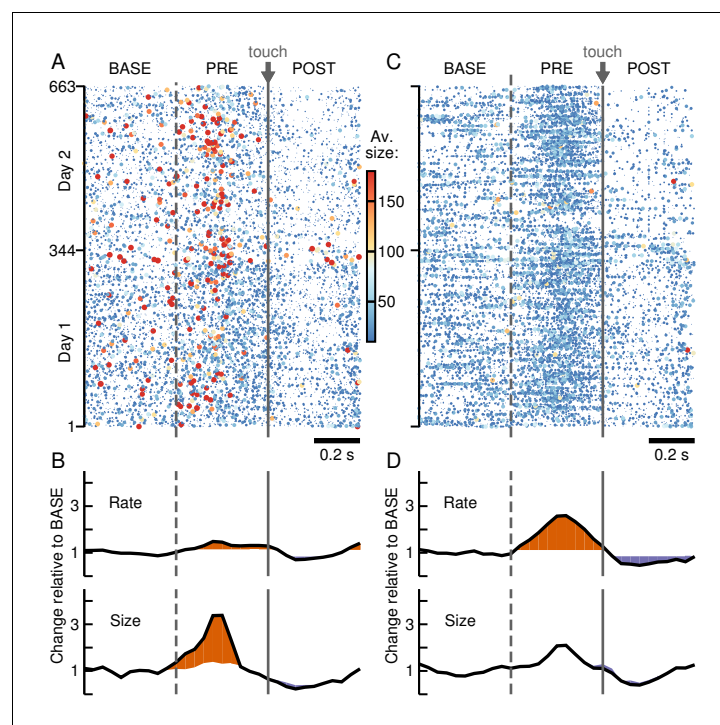 touch
A BASE PRE POST
663
Day 2
344
Day 1
1
0.2 s
Av.
size:
150
100
50
touch
C BASE PRE POST
0.2 s
B
Change relative to BASE
Rate
3
1
Size
3
1
D
Rate
3
1
Size
3
1